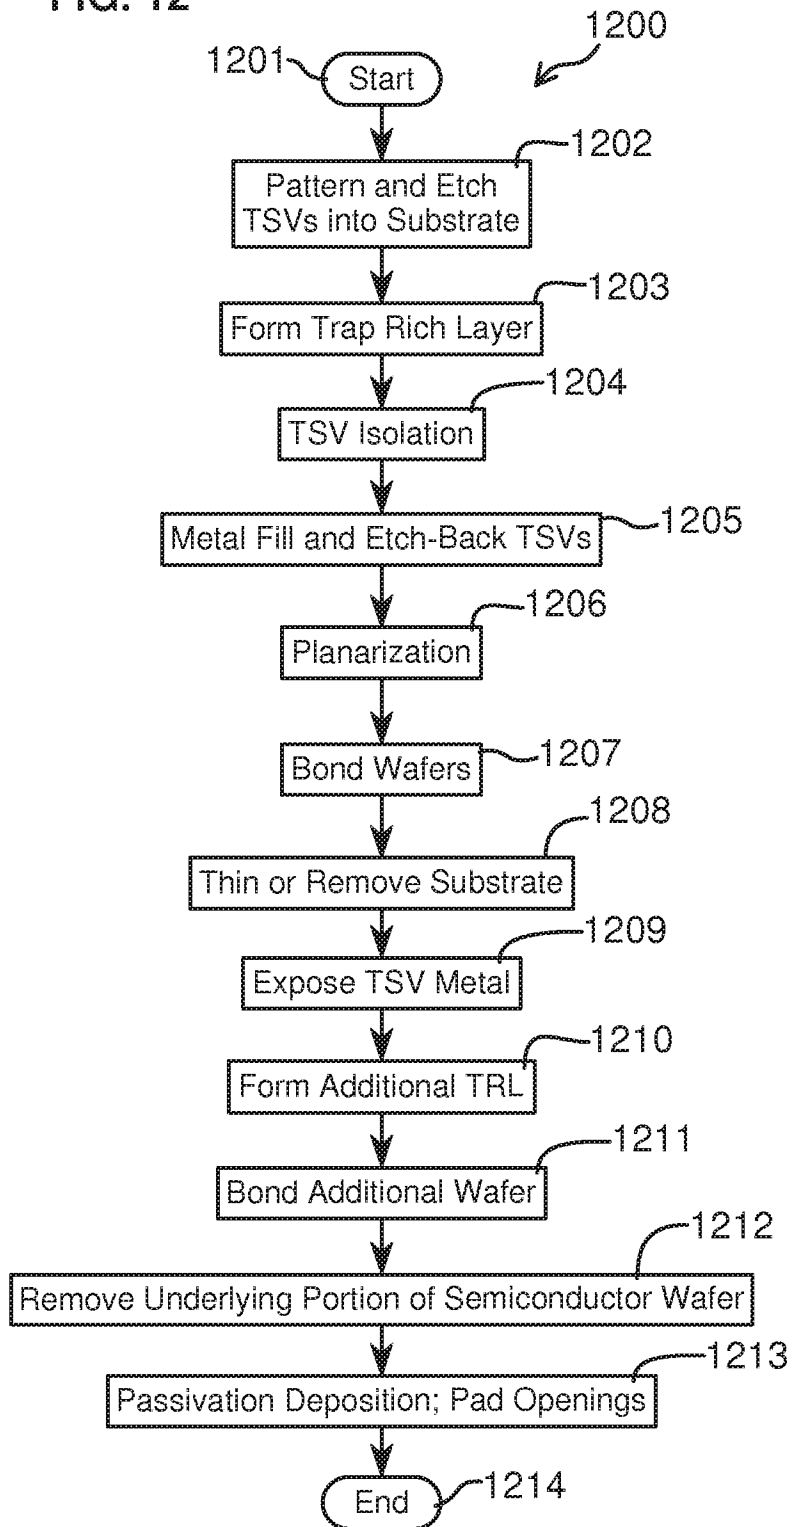 FIG. 12
1200
1201
Start
1202
Pattern and Etch
TSVs into Substrate
1203
Form Trap Rich Layer
1204
TSV Isolation
1205
Metal Fill and Etch-Back TSVs
1206
Planarization
1207
Bond Wafers
1208
Thin or Remove Substrate
1209
Expose TSV Metal
1210
Form Additional TRL
1211
Bond Additional Wafer
1212
Remove Underlying Portion of Semiconductor Wafer
1213
Passivation Deposition; Pad Openings
End
1214